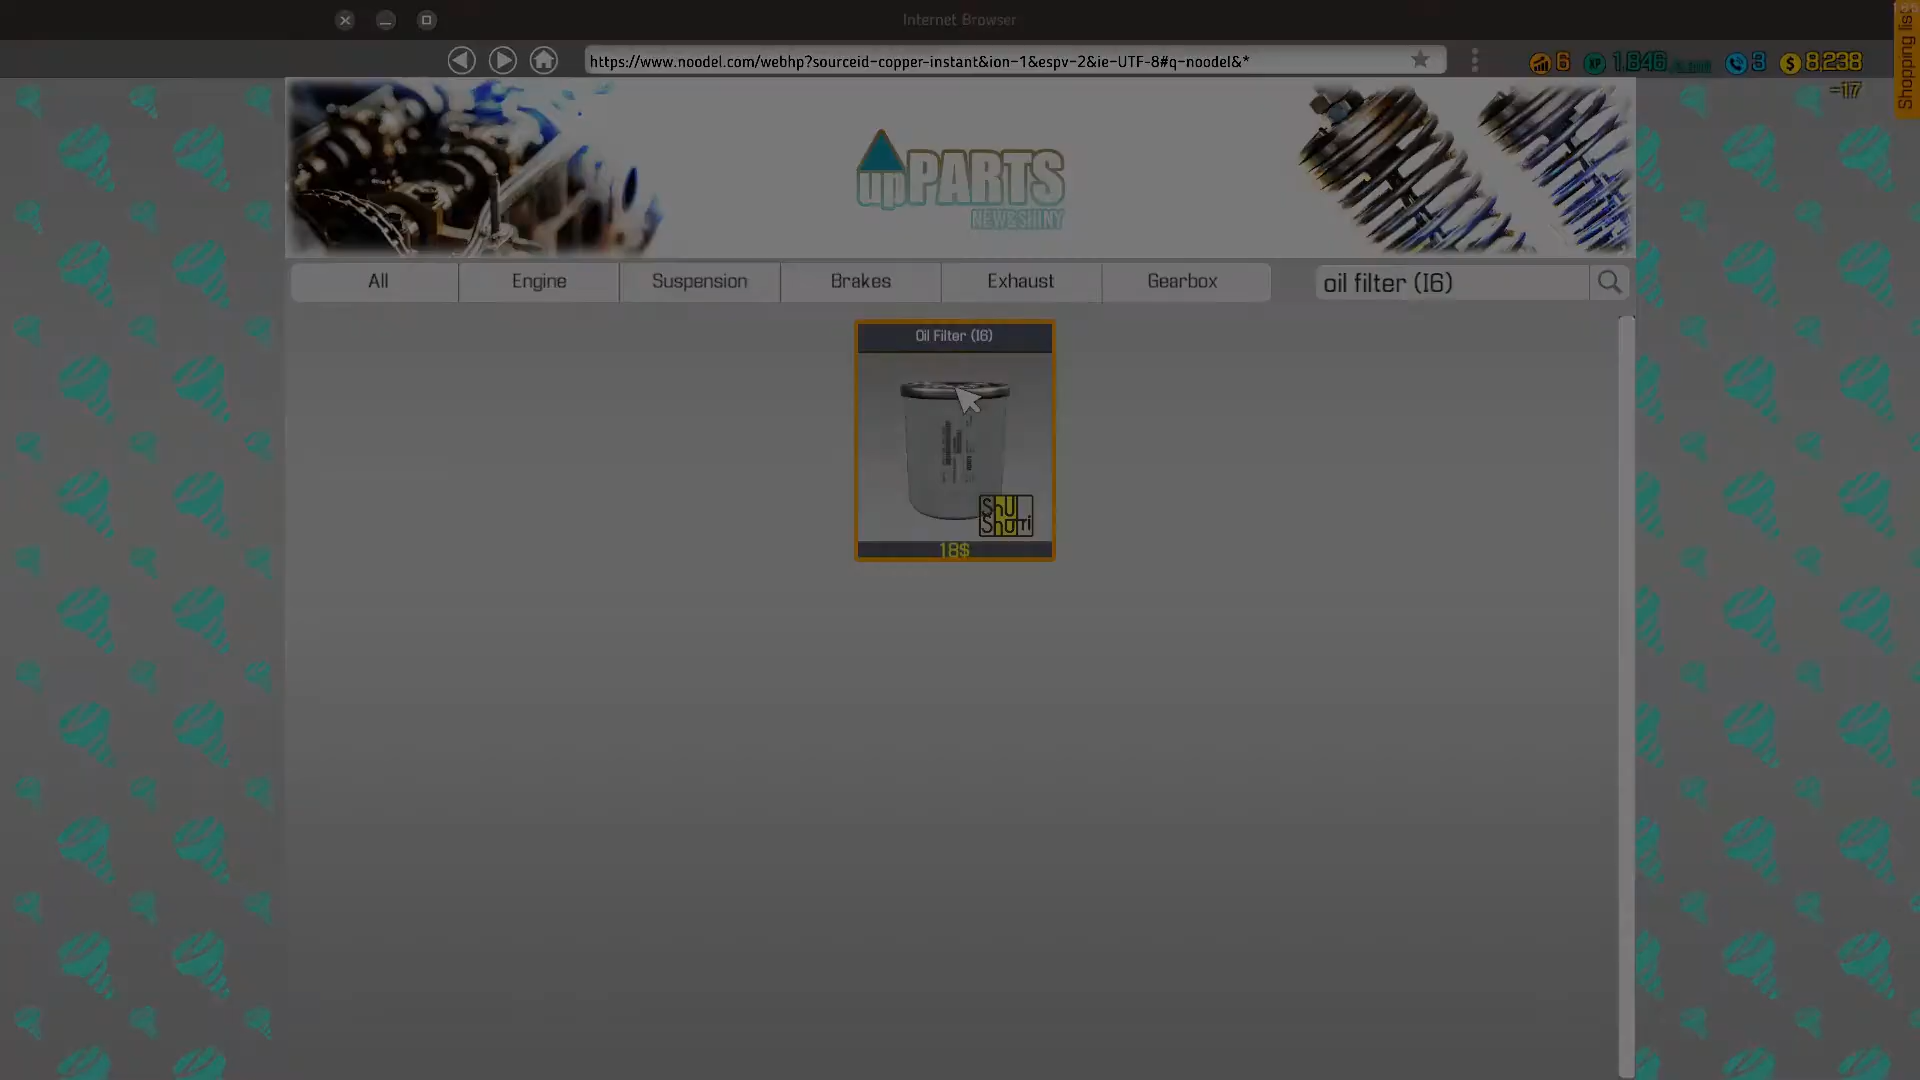 Internet Browser
https://www.noodel.com/webhp?sourceid-copper-instant&ion-1&espv-2&ie-UTF-8#q-noodel&*
6
XP
1,846
3
$
8,238
-17
Shopping list
upPARTS
NEW&SHINY
All
Engine
Suspension
Brakes
Exhaust
Gearbox
oil filter (I6)
Oil Filter (I6)
18$